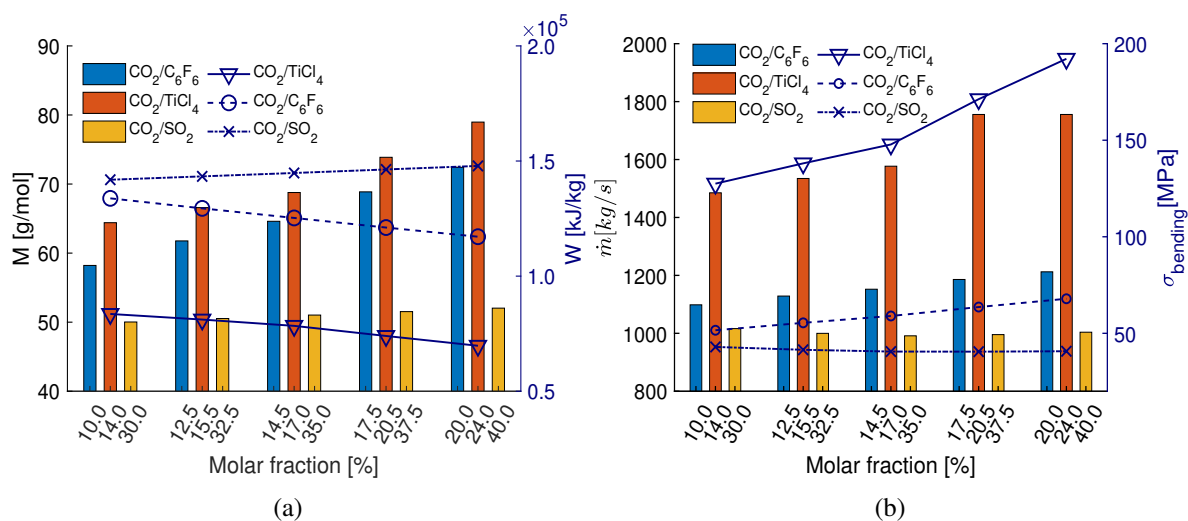 ×10⁵
90
80
70
60
50
40
M [g/mol]
2.0
1.5
1.0
0.5
W [kJ/kg]
CO₂/C₆F₆
CO₂/TiCl₄
CO₂/SO₂
CO₂/TiCl₄
CO₂/C₆F₆
CO₂/SO₂
10.0
14.0
30.0
12.5
15.5
32.5
14.5
17.0
35.0
17.5
20.5
37.5
20.0
24.0
40.0
Molar fraction [%]
(a)
2000
1800
1600
1400
1200
1000
800
ṁ[kg/s]
200
150
100
50
σbending[MPa]
CO₂/C₆F₆
CO₂/TiCl₄
CO₂/SO₂
CO₂/TiCl₄
CO₂/C₆F₆
CO₂/SO₂
10.0
14.0
30.0
12.5
15.5
32.5
14.5
17.0
35.0
17.5
20.5
37.5
20.0
24.0
40.0
Molar fraction [%]
(b)